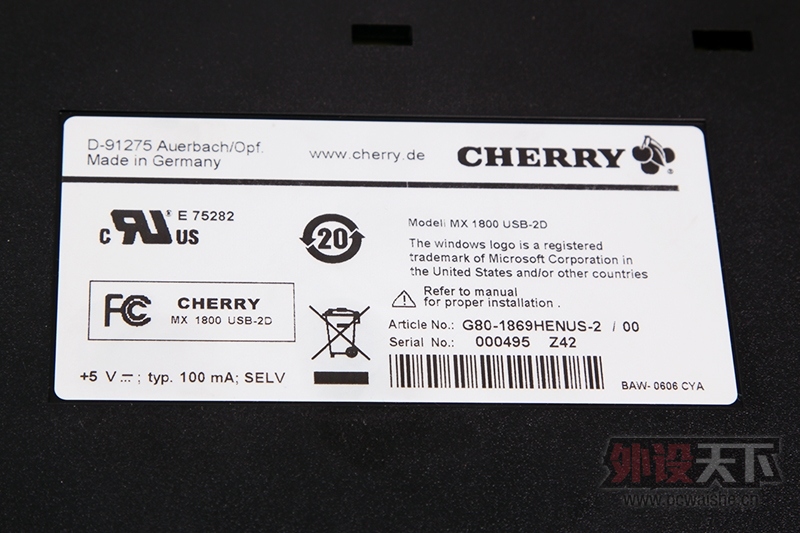 D-91275 Auerbach/Opf.
Made in Germany
www.cherry.de
CHERRY
®
c RU ® US E 75282
20
Modell MX 1800 USB-2D
The windows logo is a registered
trademark of Microsoft Corporation in
the United States and/or other countries
Refer to manual
for proper installation .
FC CHERRY
MX 1800 USB-2D
Article No.: G80-1869HENUS-2 / 00
Serial No.: 000495 Z42
+5 V ⎓ ; typ. 100 mA; SELV
BAW- 0606 CYA
外设天下
www.pcwaishe.cn